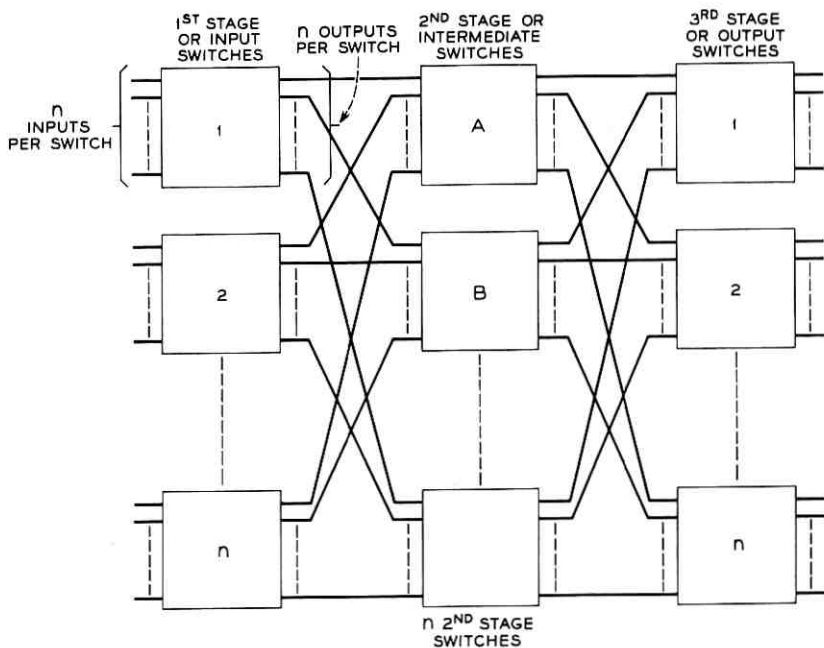 1ST STAGE
OR INPUT
SWITCHES
n OUTPUTS
PER SWITCH
2ND STAGE OR
INTERMEDIATE
SWITCHES
3RD STAGE
OR OUTPUT
SWITCHES
n
INPUTS
PER SWITCH
1
A
1
2
B
2
n
n
n 2ND STAGE
SWITCHES